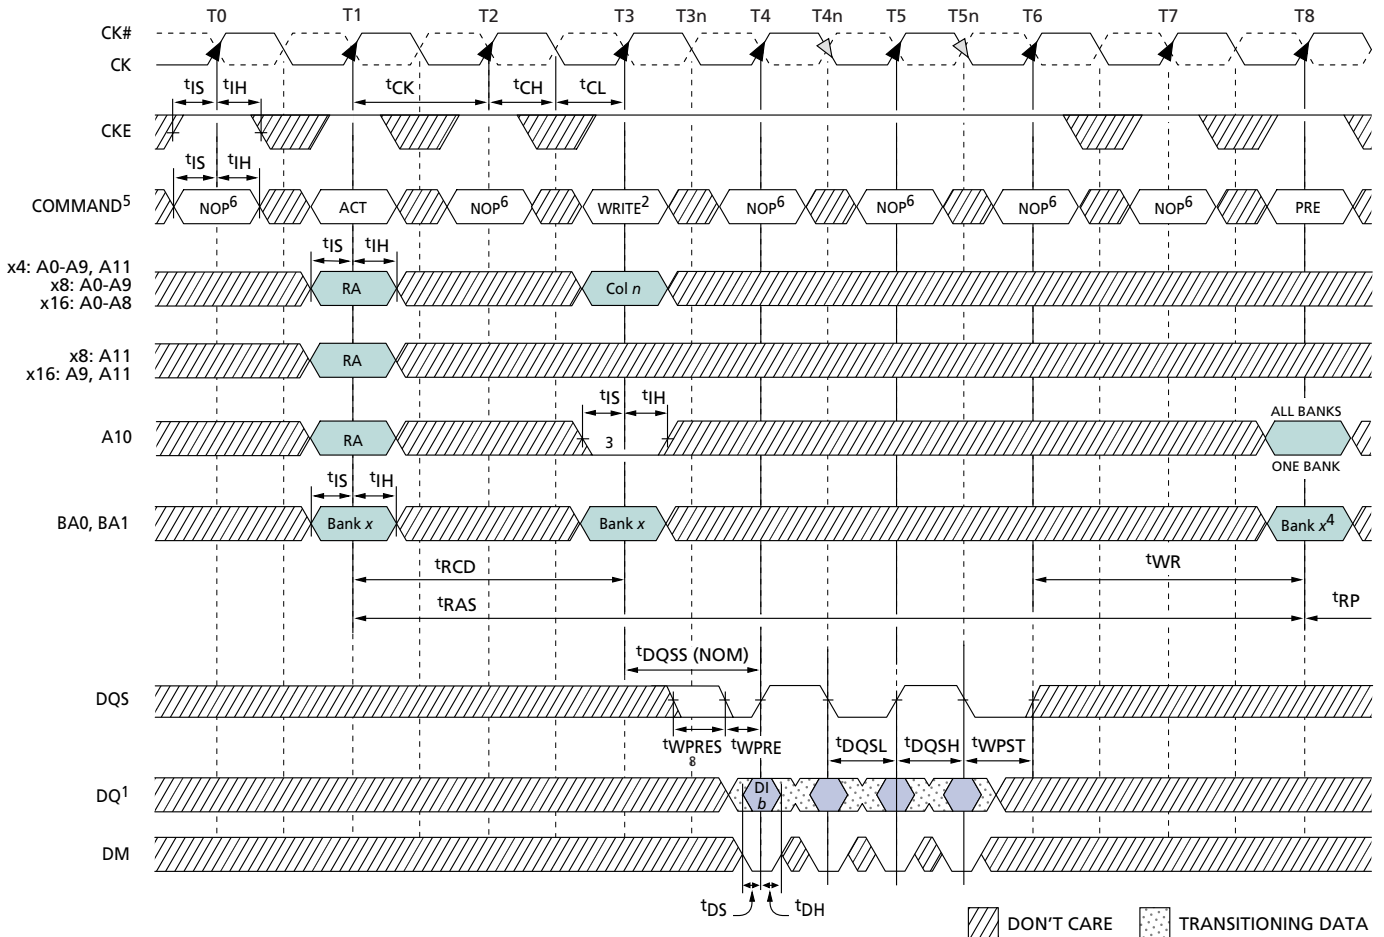 T0 T1 T2 T3 T3n T4 T4n T5 T5n T6 T7 T8
CK#
CK
tIS tIH tCK tCH tCL
CKE
tIS tIH
COMMAND5 NOP6 ACT NOP6 WRITE2 NOP6 NOP6 NOP6 NOP6 PRE
tIS tIH
x4: A0-A9, A11
x8: A0-A9 RA Col n
x16: A0-A8
x8: A11 RA
x16: A9, A11
tIS tIH
ALL BANKS
A10 RA 3
ONE BANK
tIS tIH
BA0, BA1 Bank x Bank x Bank x4
tRCD tWR
tRAS tRP
tDQSS (NOM)
DQS
tWPRES tWPRE tDQSL tDQSH tWPST
8
DQ1 DI
b
DM
tDS tDH
DON'T CARE TRANSITIONING DATA